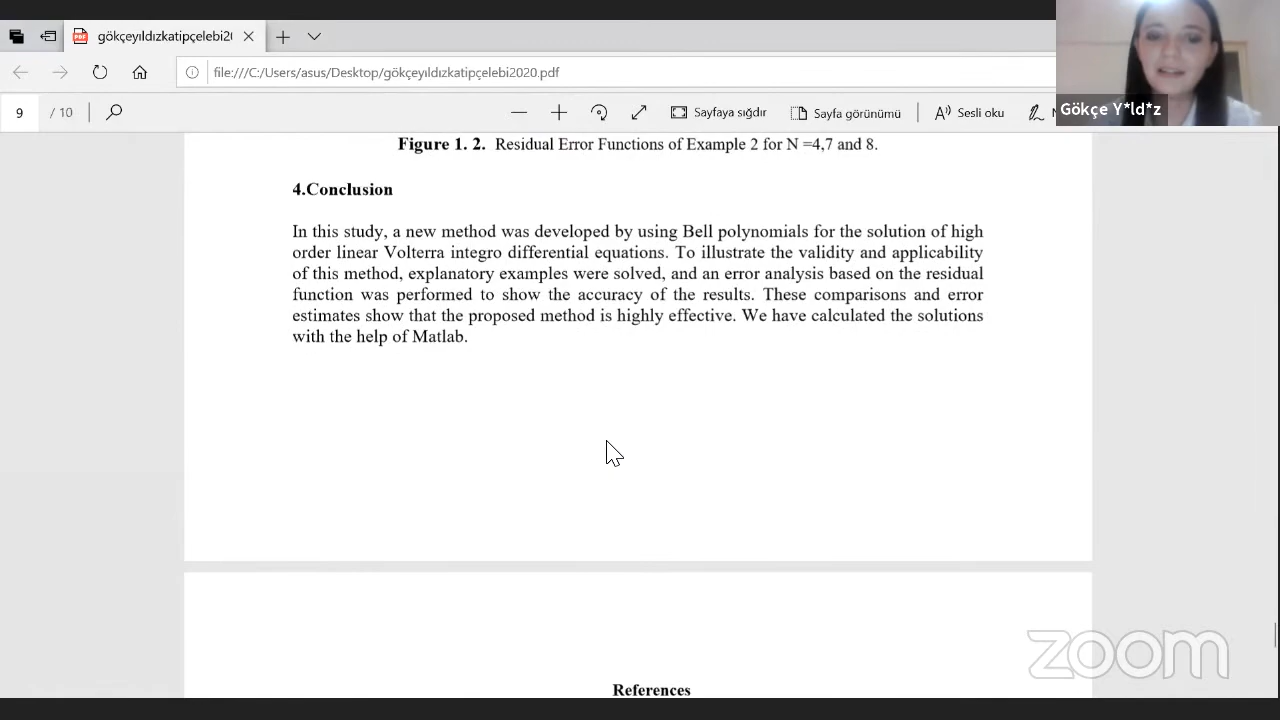 gökçeyıldızkatipçelebi20
file:///C:/Users/asus/Desktop/gökçeyıldızkatipçelebi2020.pdf
9 / 10 Sayfaya sığdır Sayfa görünümü Sesli oku
Gökçe Y*ld*z
Figure 1. 2. Residual Error Functions of Example 2 for N =4,7 and 8.
4.Conclusion
In this study, a new method was developed by using Bell polynomials for the solution of high
order linear Volterra integro differential equations. To illustrate the validity and applicability
of this method, explanatory examples were solved, and an error analysis based on the residual
function was performed to show the accuracy of the results. These comparisons and error
estimates show that the proposed method is highly effective. We have calculated the solutions
with the help of Matlab.
zoom
References